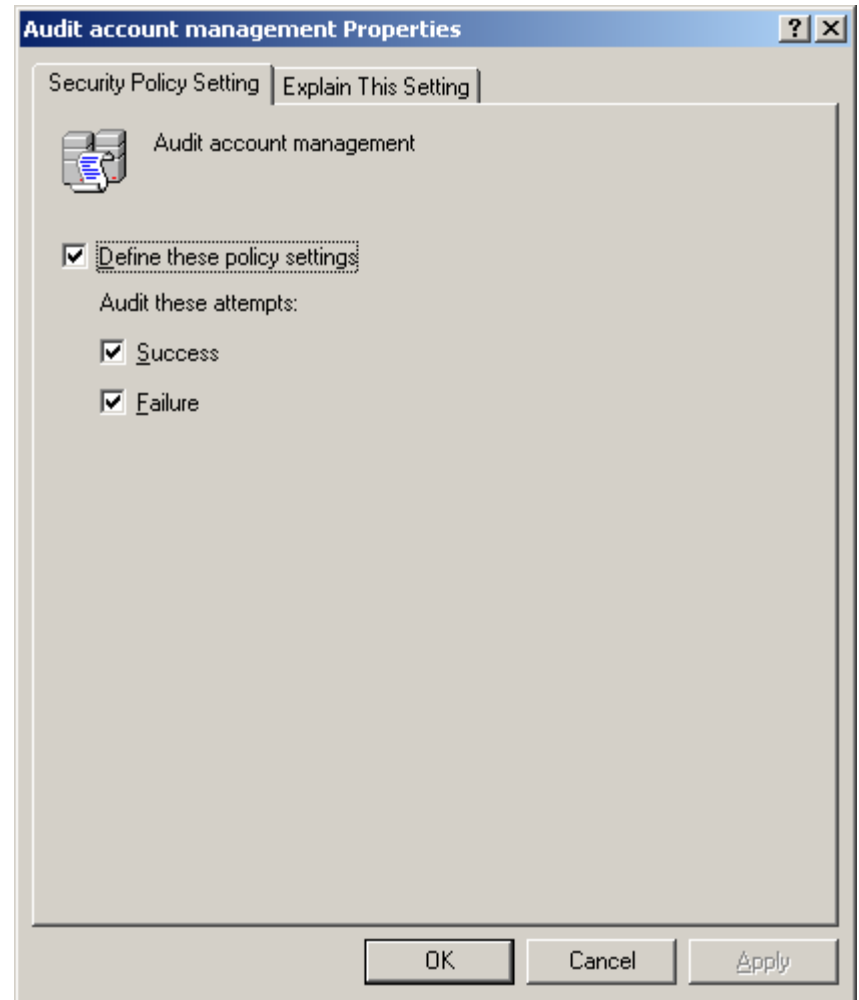 Audit account management Properties
Security Policy Setting Explain This Setting
Audit account management
Define these policy settings
Audit these attempts:
Success
Failure
OK Cancel Apply